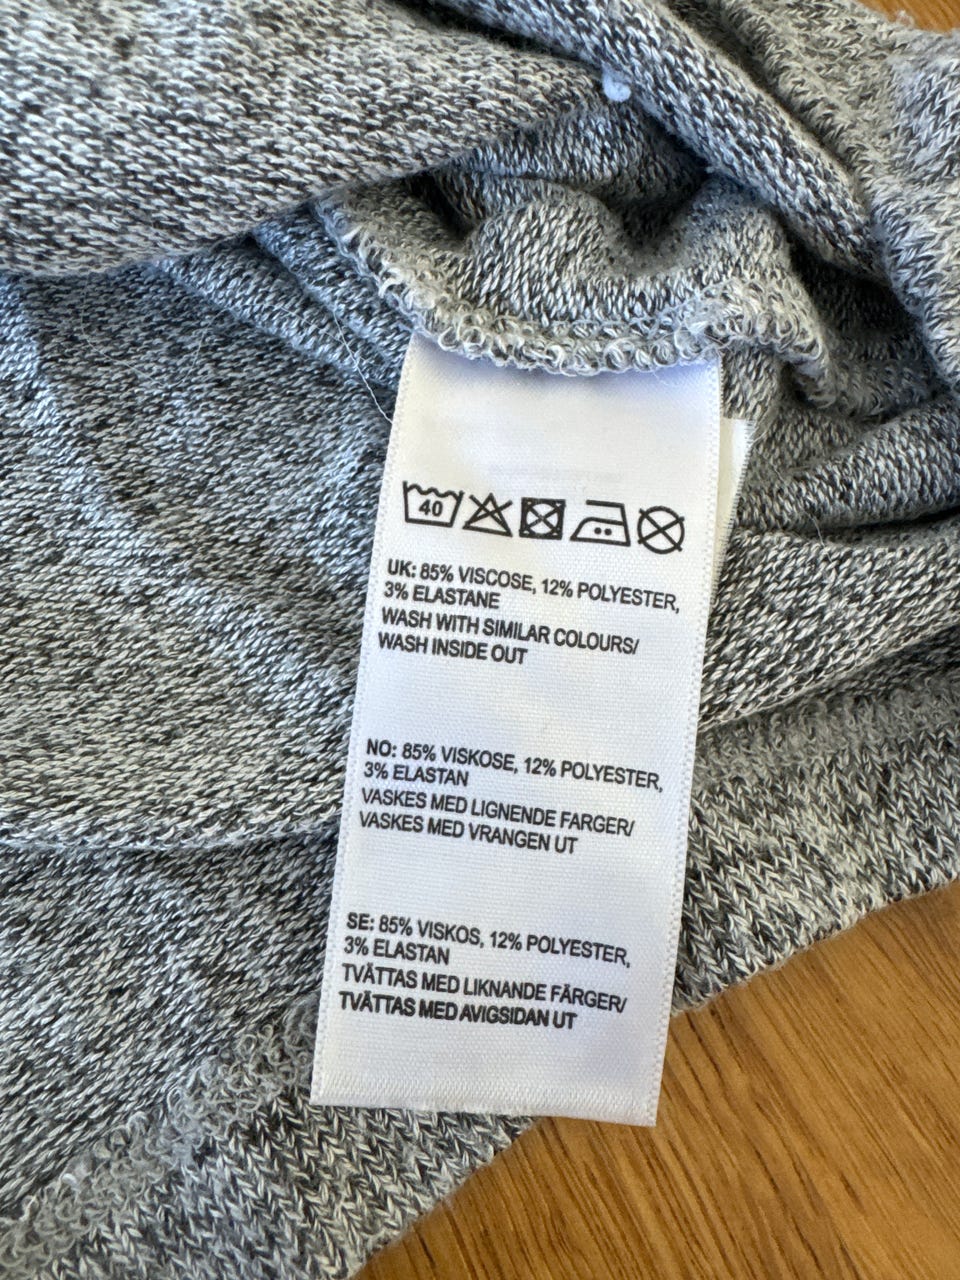 40
UK: 85% VISCOSE, 12% POLYESTER,
3% ELASTANE
WASH WITH SIMILAR COLOURS/
WASH INSIDE OUT
NO: 85% VISKOSE, 12% POLYESTER,
3% ELASTAN
VASKES MED LIGNENDE FARGER/
VASKES MED VRANGEN UT
SE: 85% VISKOS, 12% POLYESTER,
3% ELASTAN
TVÄTTAS MED LIKNANDE FÄRGER/
TVÄTTAS MED AVIGSIDAN UT